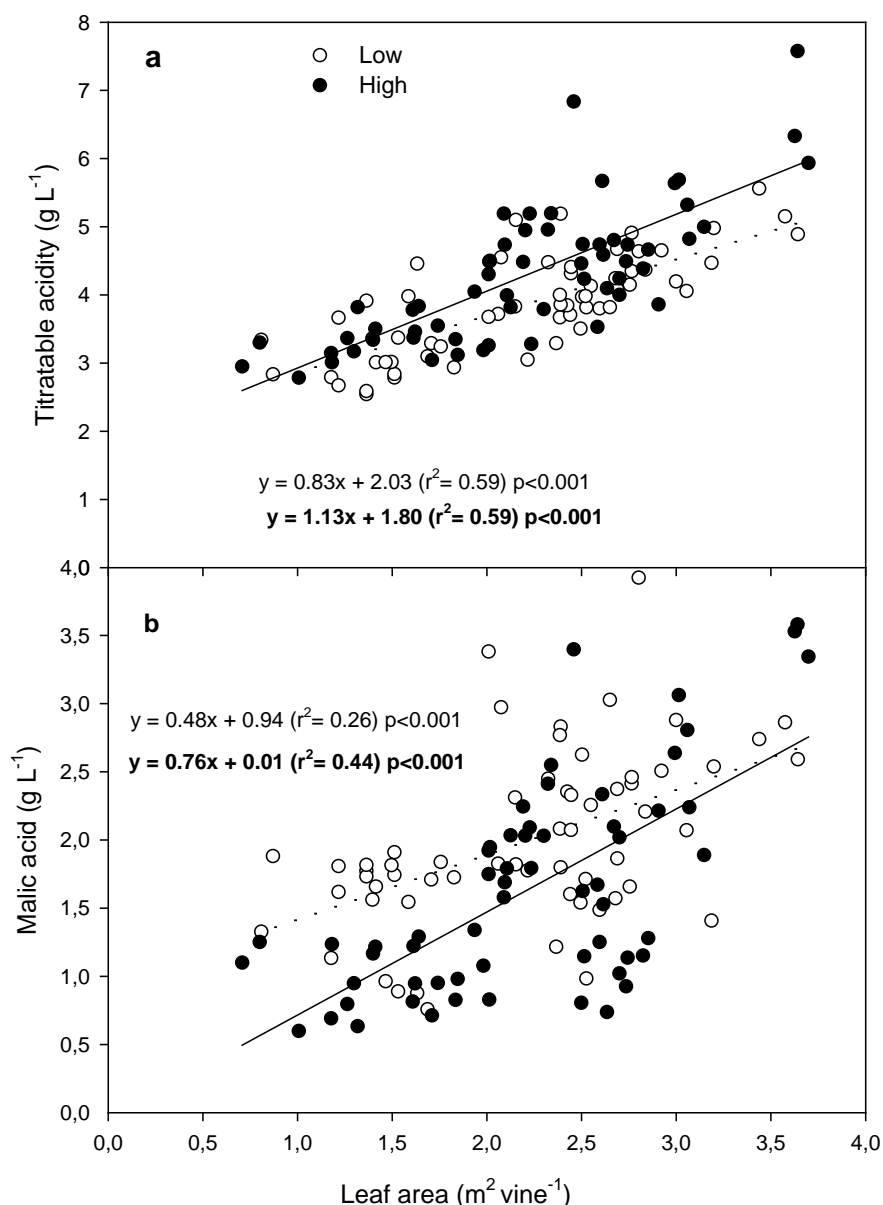 8
a
Low
High
7
6
5
4
3
2
1
0
Titratable acidity (g L⁻¹)
y = 0.83x + 2.03 (r²= 0.59) p<0.001
y = 1.13x + 1.80 (r²= 0.59) p<0.001
4,0
b
3,5
3,0
2,5
2,0
1,5
1,0
0,5
0,0
Malic acid (g L⁻¹)
y = 0.48x + 0.94 (r²= 0.26) p<0.001
y = 0.76x + 0.01 (r²= 0.44) p<0.001
0,0 0,5 1,0 1,5 2,0 2,5 3,0 3,5 4,0
Leaf area (m² vine⁻¹)